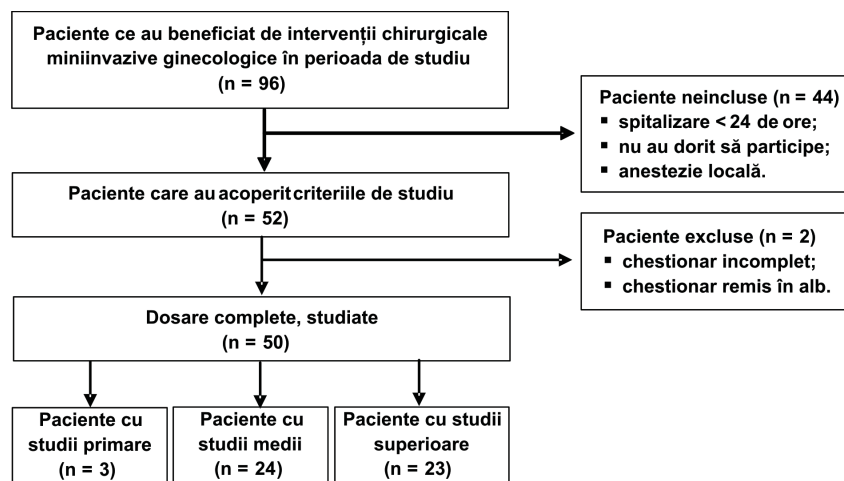 Paciente ce au beneficiat de intervenții chirurgicale
miniinvazive ginecologice în perioada de studiu
(n = 96)
Paciente neincluse (n = 44)
▪ spitalizare < 24 de ore;
▪ nu au dorit să participe;
▪ anestezie locală.
Paciente care au acoperit criteriile de studiu
(n = 52)
Paciente excluse (n = 2)
▪ chestionar incomplet;
▪ chestionar remis în alb.
Dosare complete, studiate
(n = 50)
Paciente cu
studii primare
(n = 3)
Paciente cu
studii medii
(n = 24)
Paciente cu studii
superioare
(n = 23)